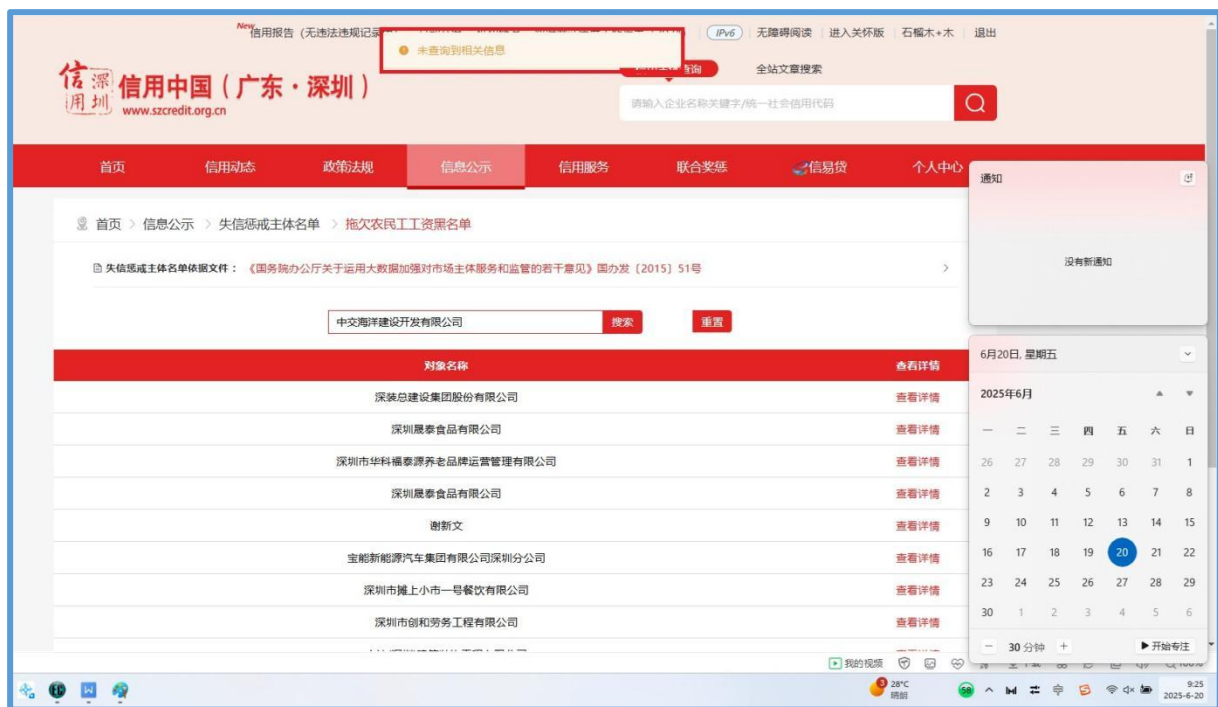 New
信用报告（无违法违规记录
未查询到相关信息
IPv6 无障碍阅读 进入关怀版 石榴木+木 退出
信用 深圳
信用中国（广东·深圳）
www.szcredit.org.cn
查询 全站文章搜索
请输入企业名称关键字/统一社会信用代码
首页 信用动态 政策法规 信息公示 信用服务 联合奖惩 信易贷 个人中心
首页 > 信息公示 > 失信惩戒主体名单 > 拖欠农民工工资黑名单
失信惩戒主体名单依据文件： 《国务院办公厅关于运用大数据加强对市场主体服务和监管的若干意见》国办发〔2015〕51号 >
中交海洋建设开发有限公司 搜索 重置
对象名称 查看详情
深装总建设集团股份有限公司 查看详情
深圳晟泰食品有限公司 查看详情
深圳市华科福泰源养老品牌运营管理有限公司 查看详情
深圳晟泰食品有限公司 查看详情
谢新文 查看详情
宝能新能源汽车集团有限公司深圳分公司 查看详情
深圳市摊上小市一号餐饮有限公司 查看详情
深圳市创和劳务工程有限公司 查看详情
通知
没有新通知
6月20日, 星期五
2025年6月
一 二 三 四 五 六 日
26 27 28 29 30 31 1
2 3 4 5 6 7 8
9 10 11 12 13 14 15
16 17 18 19 20 21 22
23 24 25 26 27 28 29
30 1 2 3 4 5 6
30 分钟 开始专注
我的视频
100%
3 28°C
晴朗
58
9:25
2025-6-20